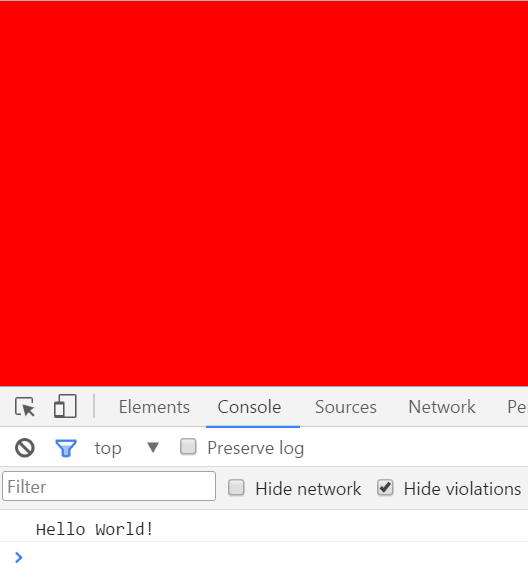 Elements Console Sources Network Pe
top Preserve log
Filter Hide network Hide violations
Hello World!